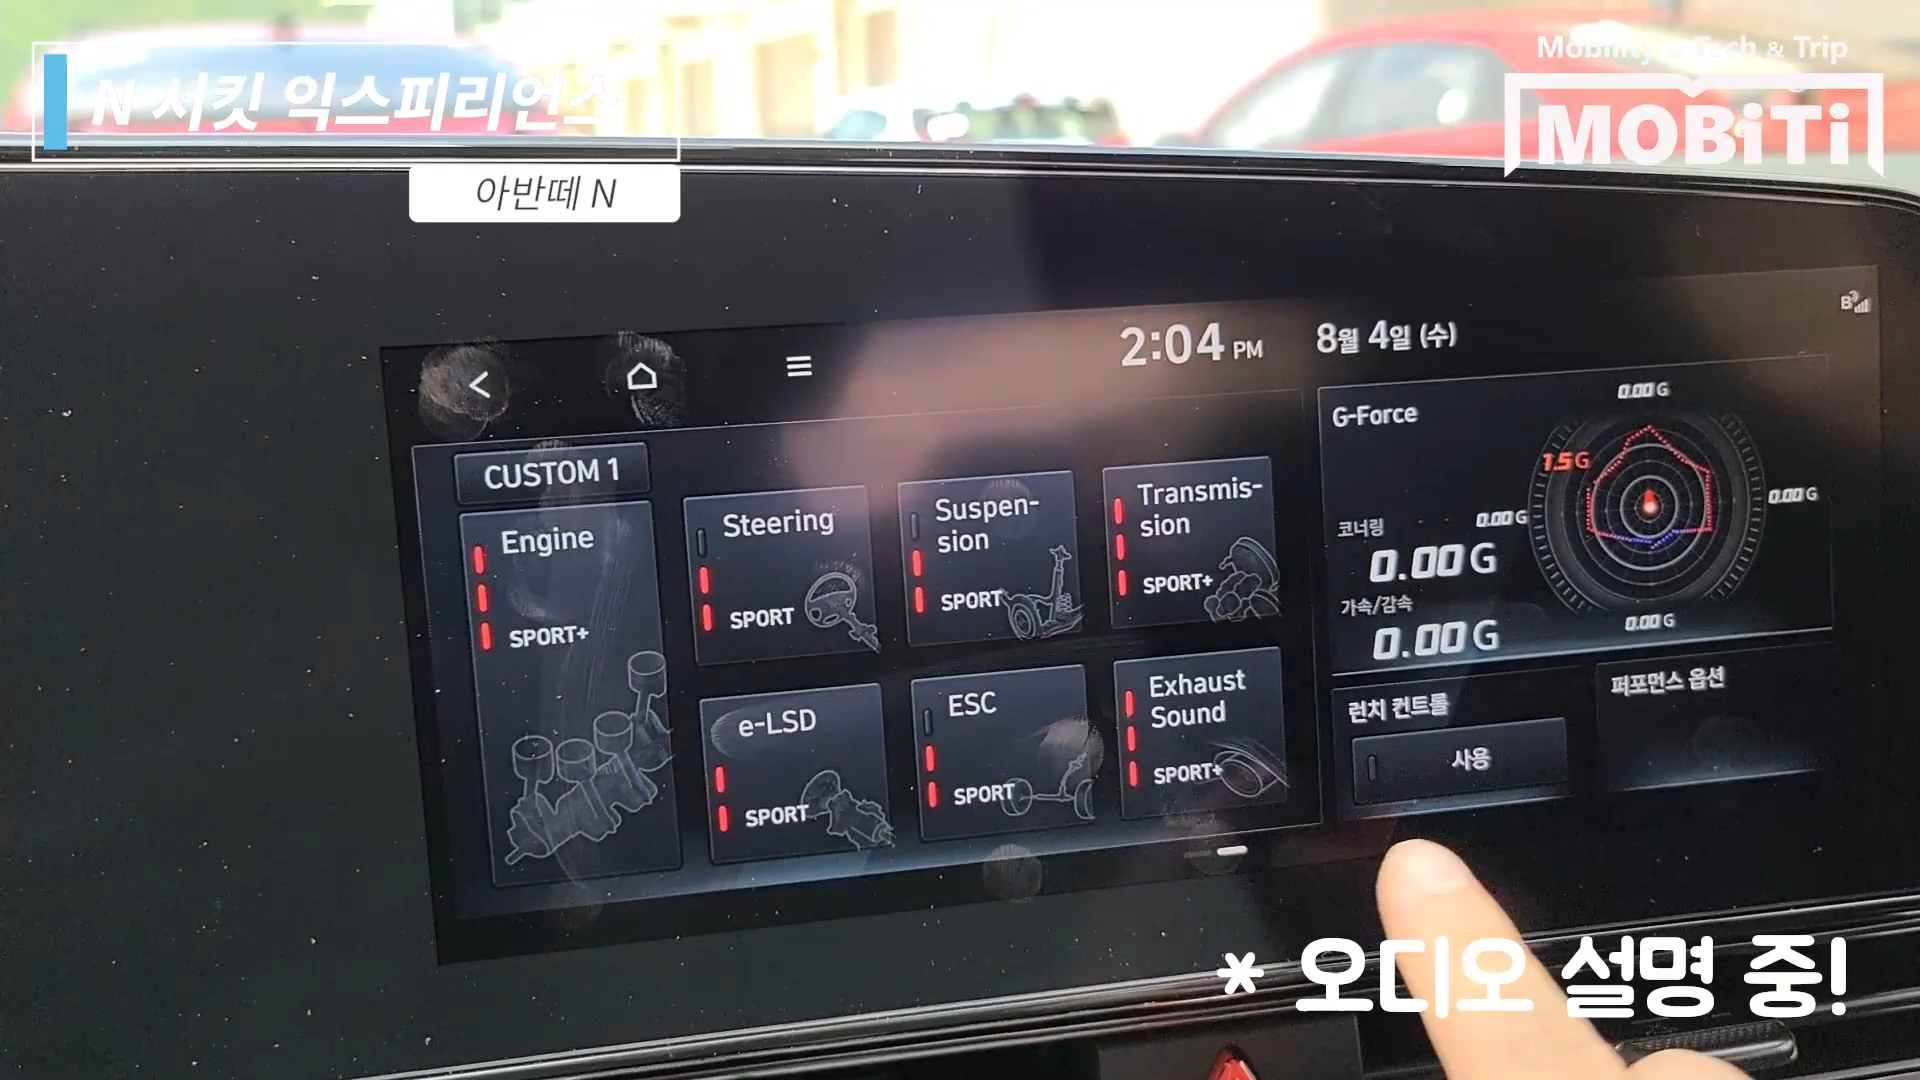 N 서킷 익스피리언스
아반떼 N
Mobility & Tech & Trip
MOBiTi
2:04 PM
8월 4일 (수)
CUSTOM 1
Engine
SPORT+
Steering
SPORT
Suspen-
sion
SPORT
Transmis-
sion
SPORT+
e-LSD
SPORT
ESC
SPORT
Exhaust
Sound
SPORT+
G-Force
0.00 G
1.5G
0.00 G
0.00 G
코너링
0.00 G
가속/감속
0.00 G
0.00 G
런치 컨트롤
사용
퍼포먼스 옵션
* 오디오 설명 중!